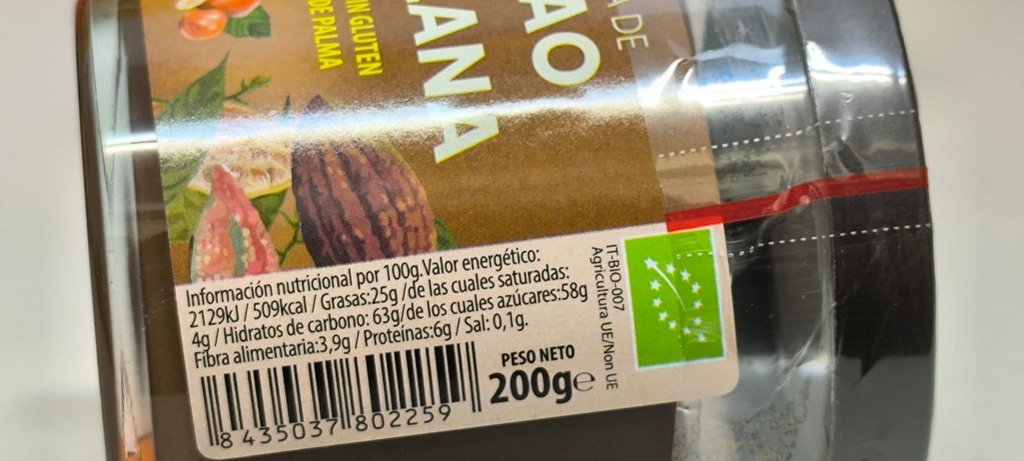 A DE
AO
LANA
IN GLUTEN
DE PALMA
Información nutricional por 100g.Valor energético:
2129kJ / 509kcal / Grasas:25g /de las cuales saturadas:
4g / Hidratos de carbono: 63g/de los cuales azúcares:58g
Fibra alimentaria:3,9g / Proteínas:6g / Sal: 0,1g.
8 435037 802259
PESO NETO
200g℮
IT-BIO-007
Agricultura UE/Non UE